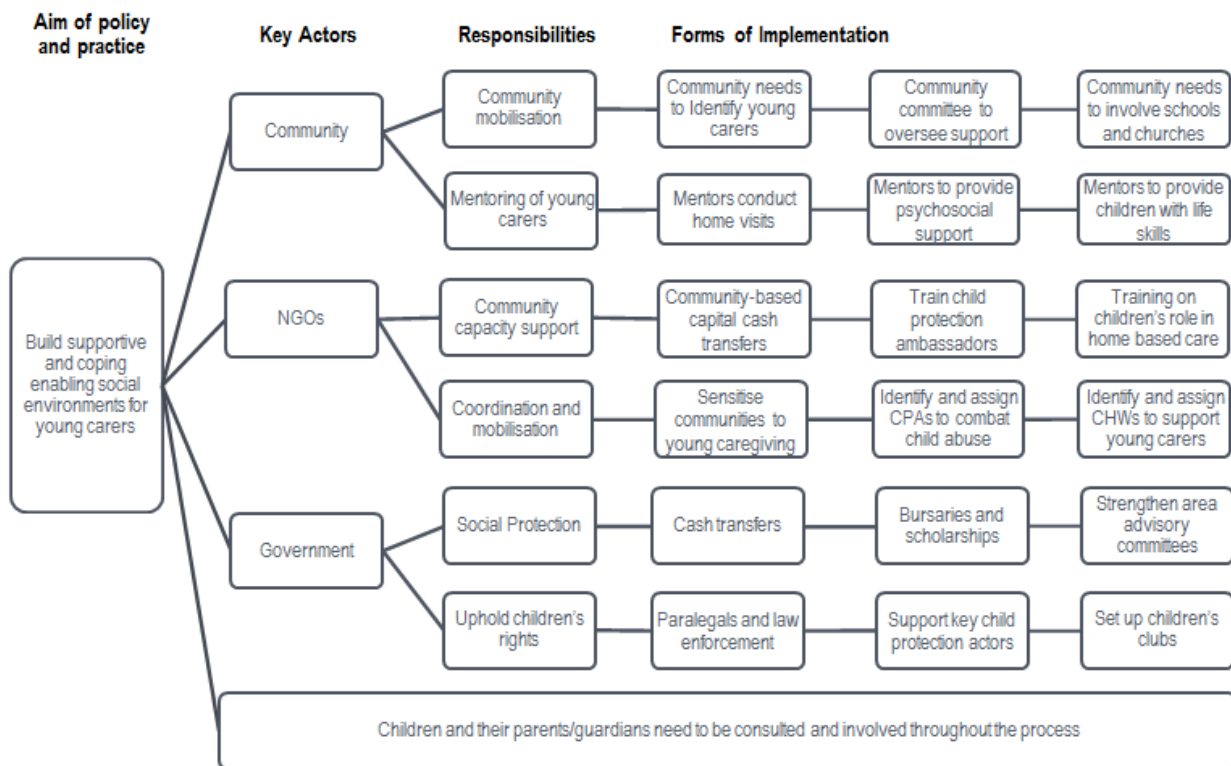 Aim of policy
and practice
Key Actors
Responsibilities
Forms of Implementation
Build supportive
and coping
enabling social
environments for
young carers
Community
Community
mobilisation
Community needs
to Identify young
carers
Community
committee to
oversee support
Community needs
to involve schools
and churches
Mentoring of young
carers
Mentors conduct
home visits
Mentors to provide
psychosocial
support
Mentors to provide
children with life
skills
NGOs
Community
capacity support
Community-based
capital cash
transfers
Train child
protection
ambassadors
Training on
children’s role in
home based care
Coordination and
mobilisation
Sensitise
communities to
young caregiving
Identify and assign
CPAs to combat
child abuse
Identify and assign
CHWs to support
young carers
Government
Social Protection
Cash transfers
Bursaries and
scholarships
Strengthen area
advisory
committees
Uphold children’s
rights
Paralegals and law
enforcement
Support key child
protection actors
Set up children’s
clubs
Children and their parents/guardians need to be consulted and involved throughout the process